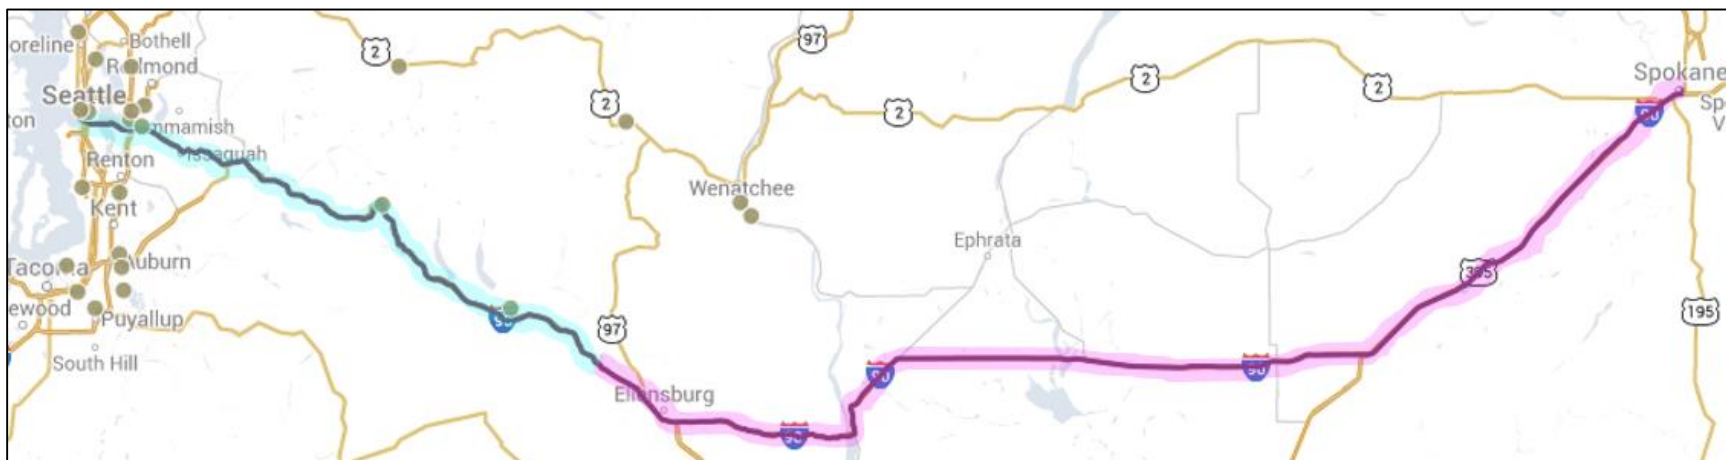 oreline
Bothell
Redmond
2
97
Seattle
ton
mmamish
Issaquah
2
2
2
2
Spokane
90
Sp
V
Renton
Kent
Wenatchee
Ephrata
Tacoma
Auburn
ewood
Puyallup
South Hill
90
97
395
195
90
90
Ellensburg
90